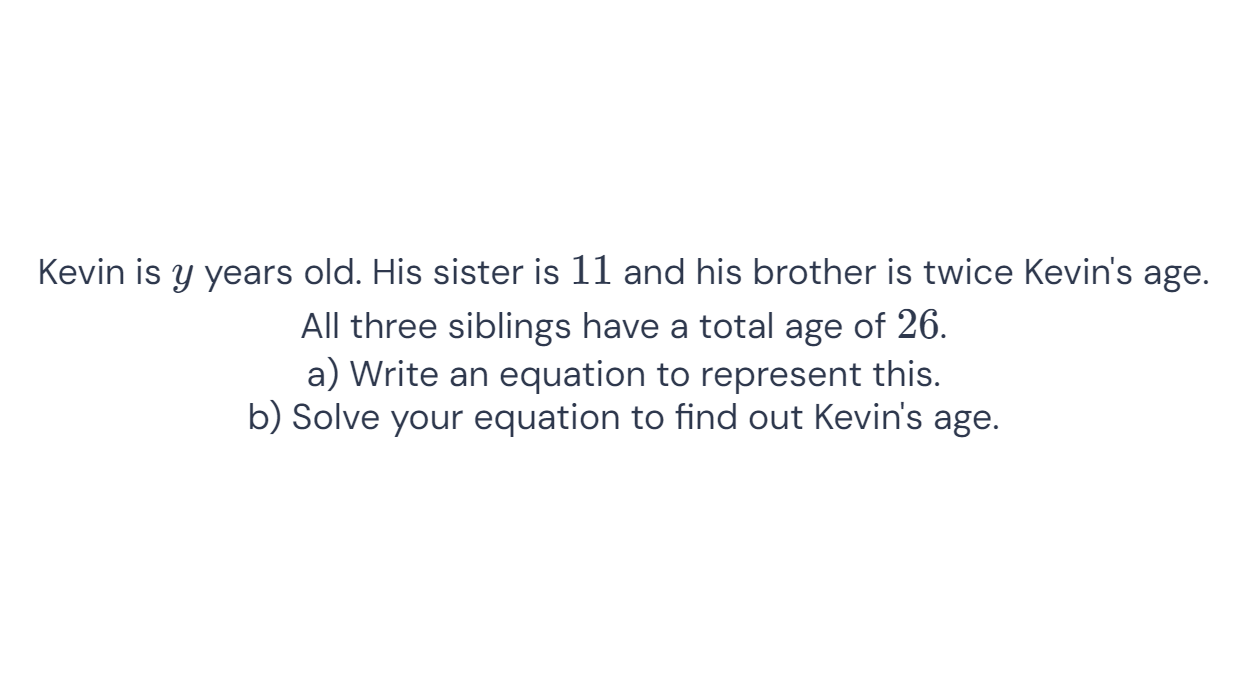 Kevin is y years old. His sister is 11 and his brother is twice Kevin's age.
All three siblings have a total age of 26.
a) Write an equation to represent this.
b) Solve your equation to find out Kevin's age.